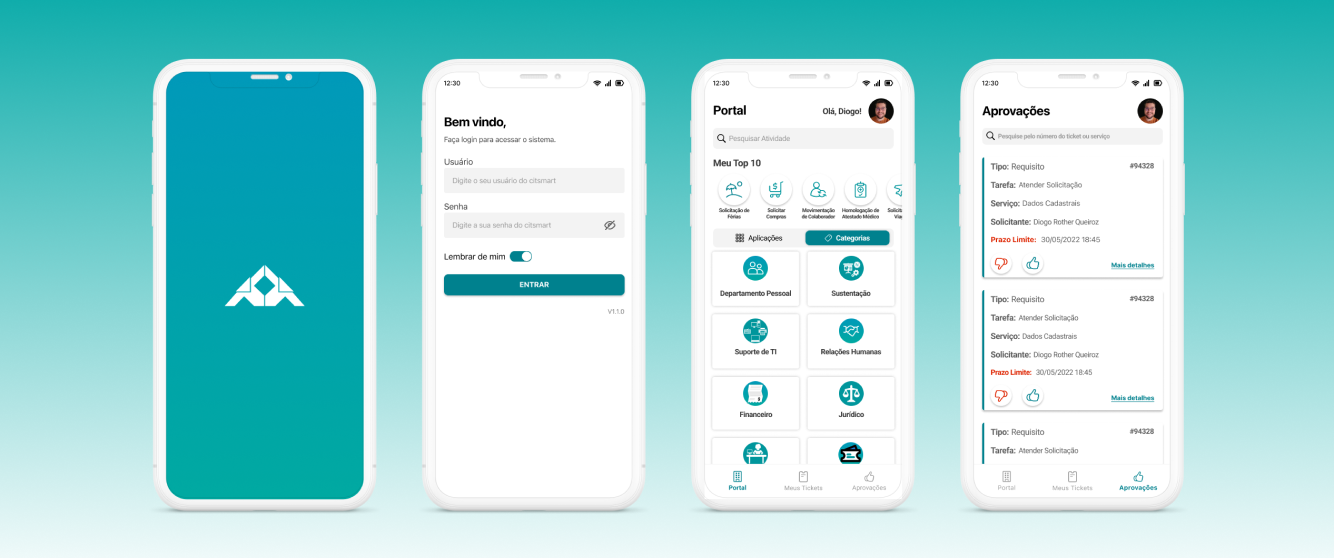 12:30
Bem vindo,
Faça login para acessar o sistema.
Usuário
Digite o seu usuário do citsmart
Senha
Digite a sua senha do citsmart
Lembrar de mim
ENTRAR
V1.1.0
12:30
Portal
Olá, Diogo!
Pesquisar Atividade
Meu Top 10
Solicitação de
Férias
Solicitar
Compras
Movimentação
de Colaborador
Homologação de
Atestado Médico
Solicit
Via
Aplicações
Categorias
Departamento Pessoal
Sustentação
Suporte de TI
Relações Humanas
Financeiro
Jurídico
Portal
Meus Tickets
Aprovações
12:30
Aprovações
Pesquise pelo número do ticket ou serviço
Tipo: Requisito #94328
Tarefa: Atender Solicitação
Serviço: Dados Cadastrais
Solicitante: Diogo Rother Queiroz
Prazo Limite: 30/05/2022 18:45
Mais detalhes
Tipo: Requisito #94328
Tarefa: Atender Solicitação
Serviço: Dados Cadastrais
Solicitante: Diogo Rother Queiroz
Prazo Limite: 30/05/2022 18:45
Mais detalhes
Tipo: Requisito #94328
Tarefa: Atender Solicitação
Portal
Meus Tickets
Aprovações